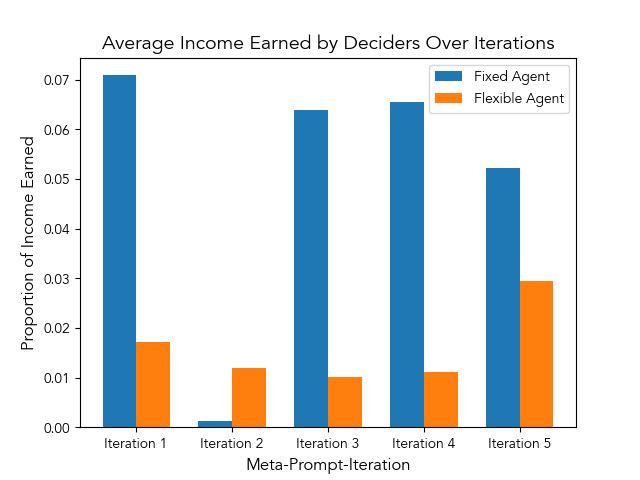 Average Income Earned by Deciders Over Iterations
Fixed Agent
Flexible Agent
Proportion of Income Earned
0.07
0.06
0.05
0.04
0.03
0.02
0.01
0.00
Iteration 1
Iteration 2
Iteration 3
Iteration 4
Iteration 5
Meta-Prompt-Iteration